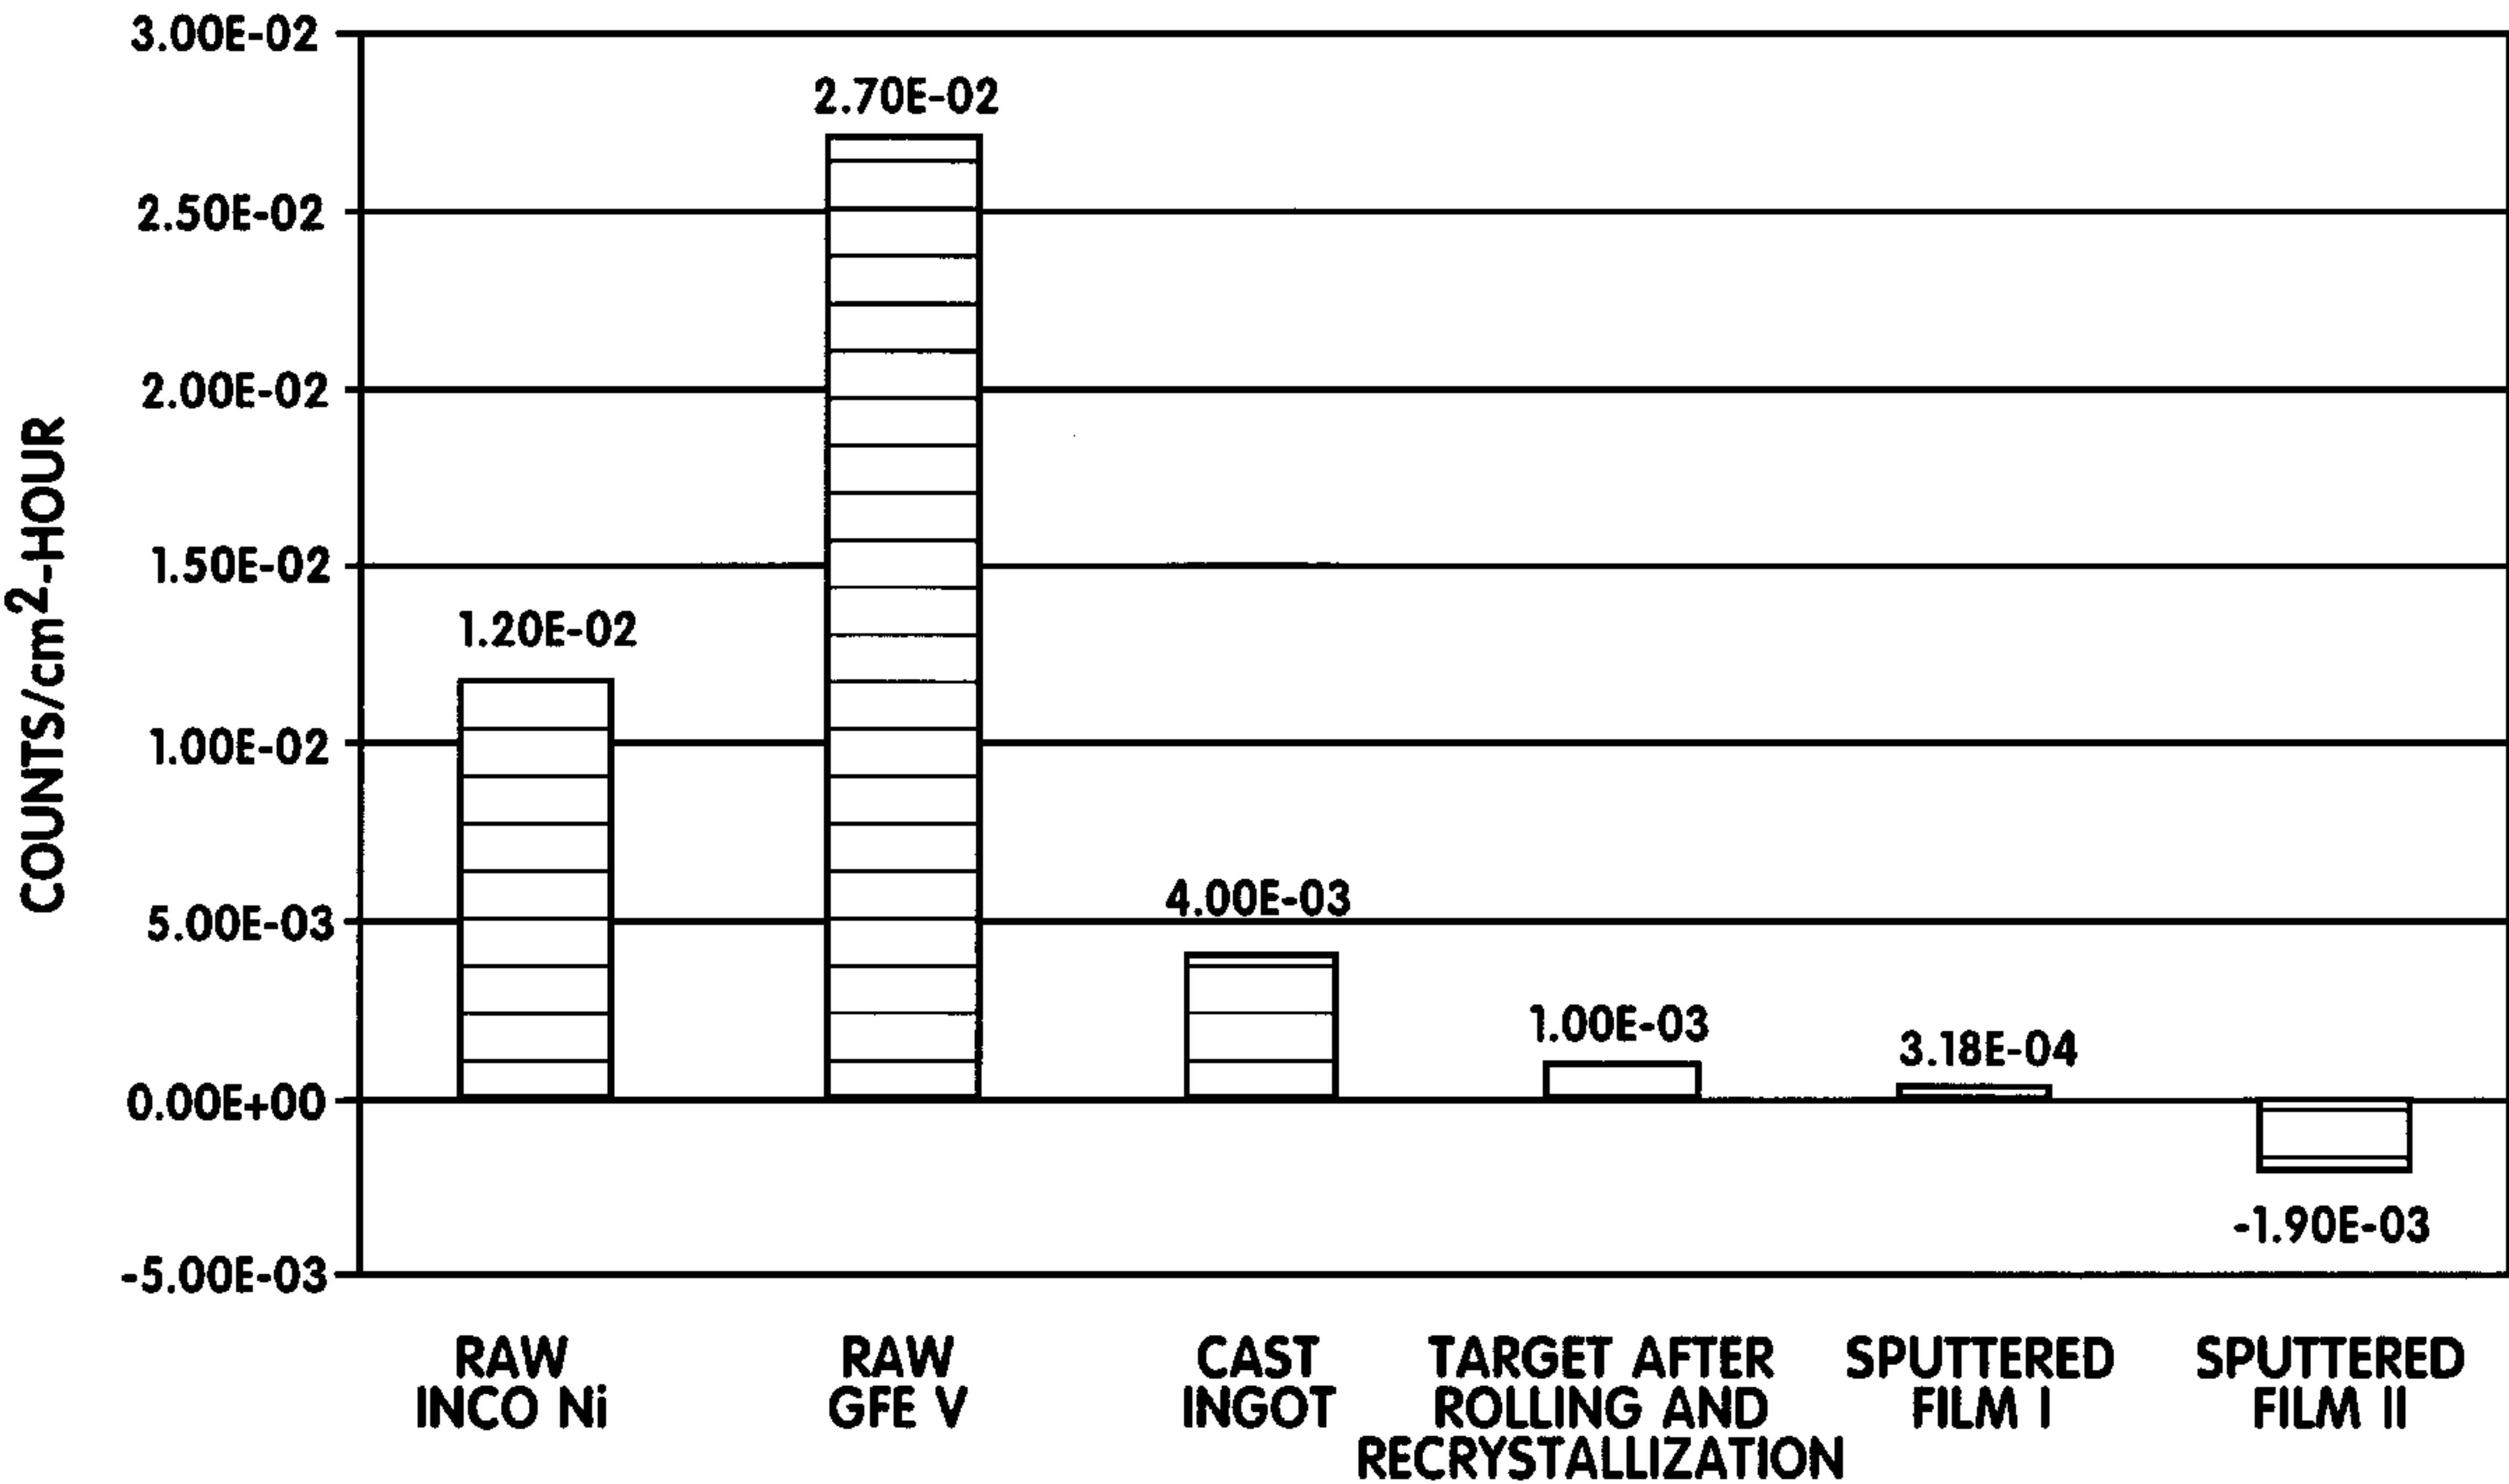 3.00E-02
2.50E-02
2.00E-02
1.50E-02
1.00E-02
5.00E-03
0.00E+00
-5.00E-03
COUNTS/cm²-HOUR
1.20E-02
2.70E-02
4.00E-03
1.00E-03
3.18E-04
-1.90E-03
RAW
INCO Ni
RAW
GFE V
CAST
INGOT
TARGET AFTER
ROLLING AND
RECRYSTALLIZATION
SPUTTERED
FILM I
SPUTTERED
FILM II